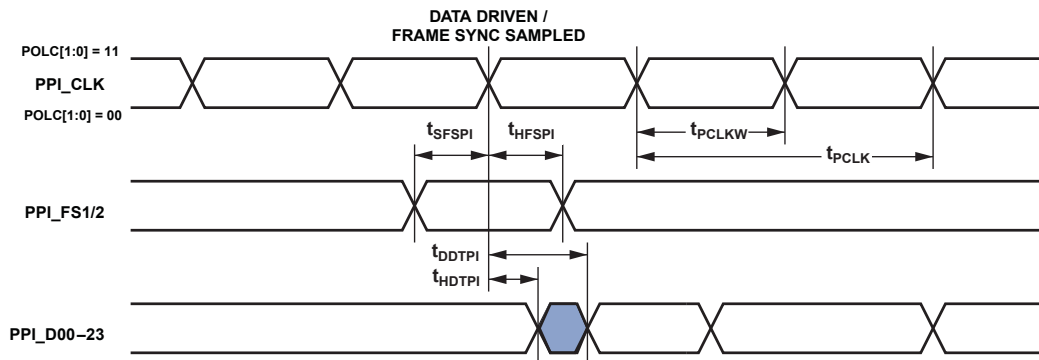 DATA DRIVEN /
FRAME SYNC SAMPLED
POLC[1:0] = 11
PPI_CLK
POLC[1:0] = 00
tSFSPI
tHFSPI
tPCLKW
tPCLK
PPI_FS1/2
tDDTPI
tHDTPI
PPI_D00–23